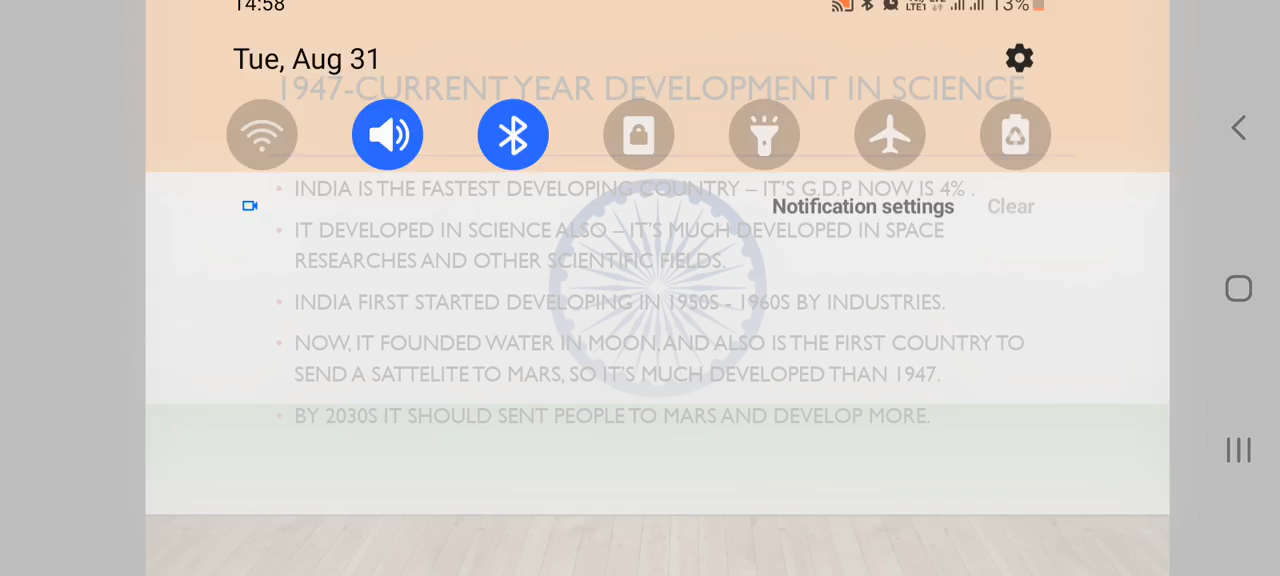 14:58
LTE1 13%
Tue, Aug 31
1947-CURRENT YEAR DEVELOPMENT IN SCIENCE
• INDIA IS THE FASTEST DEVELOPING COUNTRY – IT'S G.D.P NOW IS 4% .
Notification settings Clear
• IT DEVELOPED IN SCIENCE ALSO – IT'S MUCH DEVELOPED IN SPACE
RESEARCHES AND OTHER SCIENTIFIC FIELDS.
• INDIA FIRST STARTED DEVELOPING IN 1950S - 1960S BY INDUSTRIES.
• NOW, IT FOUNDED WATER IN MOON, AND ALSO IS THE FIRST COUNTRY TO
SEND A SATTELITE TO MARS, SO IT'S MUCH DEVELOPED THAN 1947.
• BY 2030S IT SHOULD SENT PEOPLE TO MARS AND DEVELOP MORE.